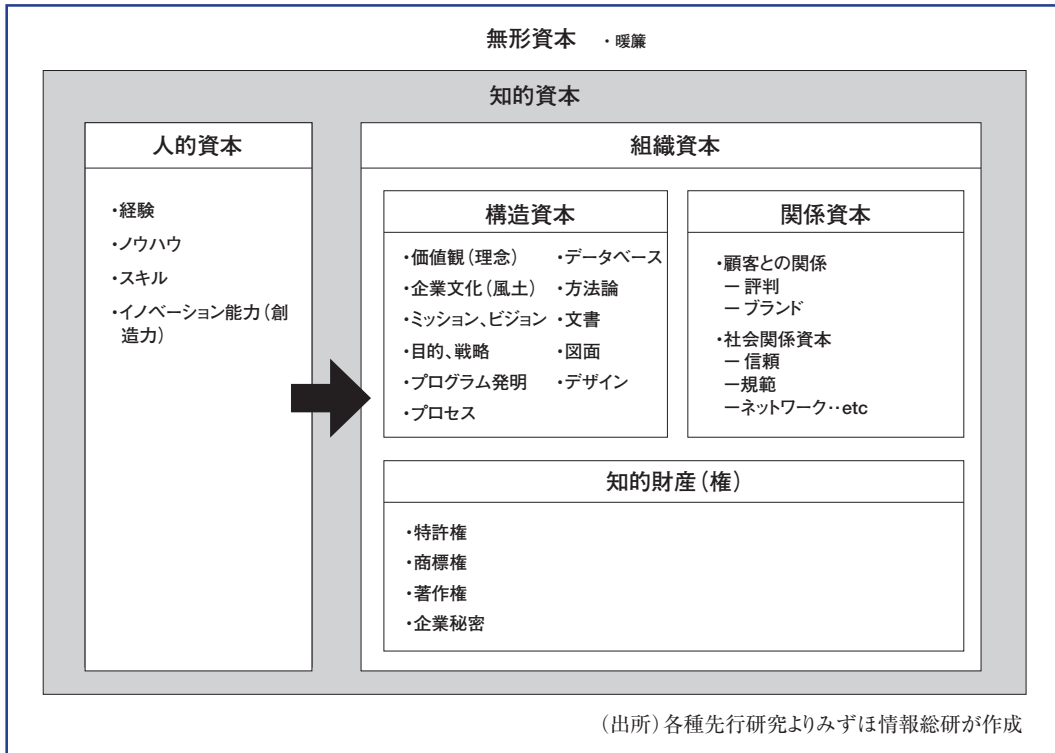 無形資本 ・暖簾
知的資本
人的資本
・経験
・ノウハウ
・スキル
・イノベーション能力（創
造力）
組織資本
構造資本
・価値観（理念）
・企業文化（風土）
・ミッション、ビジョン
・目的、戦略
・プログラム発明
・プロセス
・データベース
・方法論
・文書
・図面
・デザイン
関係資本
・顧客との関係
－ 評判
－ ブランド
・社会関係資本
－ 信頼
－ 規範
－ネットワーク‥etc
知的財産（権）
・特許権
・商標権
・著作権
・企業秘密
（出所）各種先行研究よりみずほ情報総研が作成